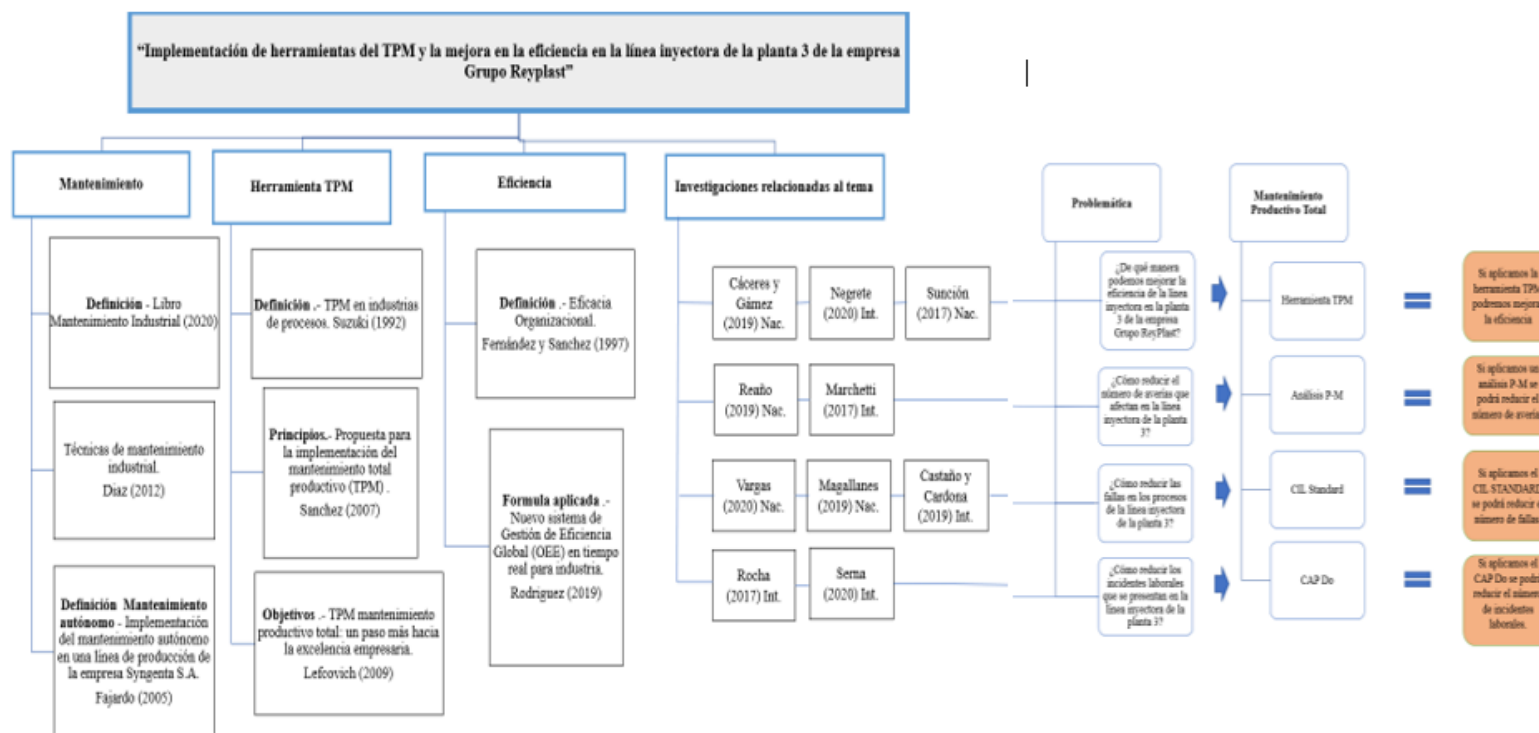 “Implementación de herramientas del TPM y la mejora en la eficiencia en la línea inyectora de la planta 3 de la empresa
Grupo Reyplast”
Mantenimiento
Definición - Libro
Mantenimiento Industrial (2020)
Técnicas de mantenimiento
industrial.
Diaz (2012)
Definición Mantenimiento
autónomo - Implementación
del mantenimiento autónomo
en una línea de producción de
la empresa Syngenta S.A.
Fajardo (2005)
Herramienta TPM
Definición .- TPM en industrias
de procesos. Suzuki (1992)
Principios.- Propuesta para
la implementación del
mantenimiento total
productivo (TPM) .
Sanchez (2007)
Objetivos .- TPM mantenimiento
productivo total: un paso más hacia
la excelencia empresaria.
Lefcovich (2009)
Eficiencia
Definición .- Eficacia
Organizacional.
Fernández y Sanchez (1997)
Formula aplicada .-
Nuevo sistema de
Gestión de Eficiencia
Global (OEE) en tiempo
real para industria.
Rodriguez (2019)
Investigaciones relacionadas al tema
Cáceres y
Gámez
(2019) Nac.
Negrete
(2020) Int.
Sunción
(2017) Nac.
Reaño
(2019) Nac.
Marchetti
(2017) Int.
Vargas
(2020) Nac.
Magallanes
(2019) Nac.
Castaño y
Cardona
(2019) Int.
Rocha
(2017) Int.
Serna
(2020) Int.
Problemática
¿De qué manera
podemos mejorar la
eficiencia de la línea
inyectora en la planta
3 de la empresa
Grupo ReyPlast?
¿Cómo reducir el
número de averías que
afectan en la línea
inyectora de la planta
3?
¿Cómo reducir las
fallas en los procesos
de la línea inyectora
de la planta 3?
¿Cómo reducir los
incidentes laborales
que se presentan en la
línea inyectora de la
planta 3?
Mantenimiento
Productivo Total
Herramienta TPM
Análisis P-M
CIL Standard
CAP Do
Si aplicamos la
herramienta TPM
podremos mejorar
la eficiencia
Si aplicamos un
análisis P-M se
podrá reducir el
número de averías
Si aplicamos el
CIL STANDARD
se podrá reducir el
número de fallas
Si aplicamos el
CAP Do se podrá
reducir el número
de incidentes
laborales.